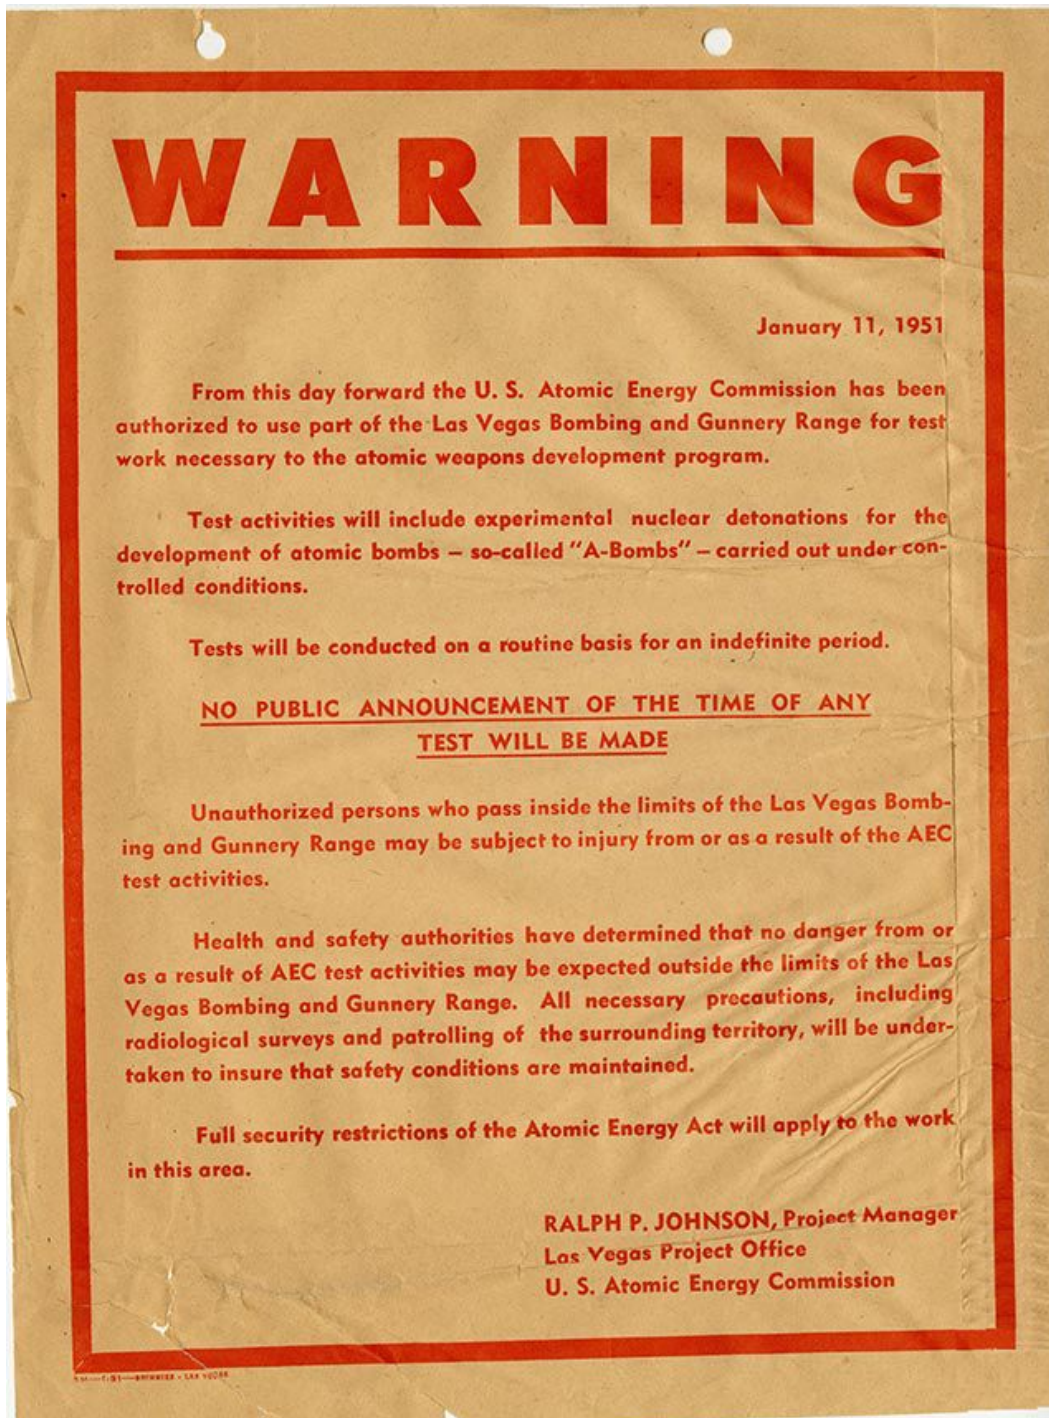 WARNING
January 11, 1951
From this day forward the U. S. Atomic Energy Commission has been
authorized to use part of the Las Vegas Bombing and Gunnery Range for test
work necessary to the atomic weapons development program.
Test activities will include experimental nuclear detonations for the
development of atomic bombs – so-called "A-Bombs" – carried out under con-
trolled conditions.
Tests will be conducted on a routine basis for an indefinite period.
NO PUBLIC ANNOUNCEMENT OF THE TIME OF ANY
TEST WILL BE MADE
Unauthorized persons who pass inside the limits of the Las Vegas Bomb-
ing and Gunnery Range may be subject to injury from or as a result of the AEC
test activities.
Health and safety authorities have determined that no danger from or
as a result of AEC test activities may be expected outside the limits of the Las
Vegas Bombing and Gunnery Range. All necessary precautions, including
radiological surveys and patrolling of the surrounding territory, will be under-
taken to insure that safety conditions are maintained.
Full security restrictions of the Atomic Energy Act will apply to the work
in this area.
RALPH P. JOHNSON, Project Manager
Las Vegas Project Office
U. S. Atomic Energy Commission
LAS VEGAS